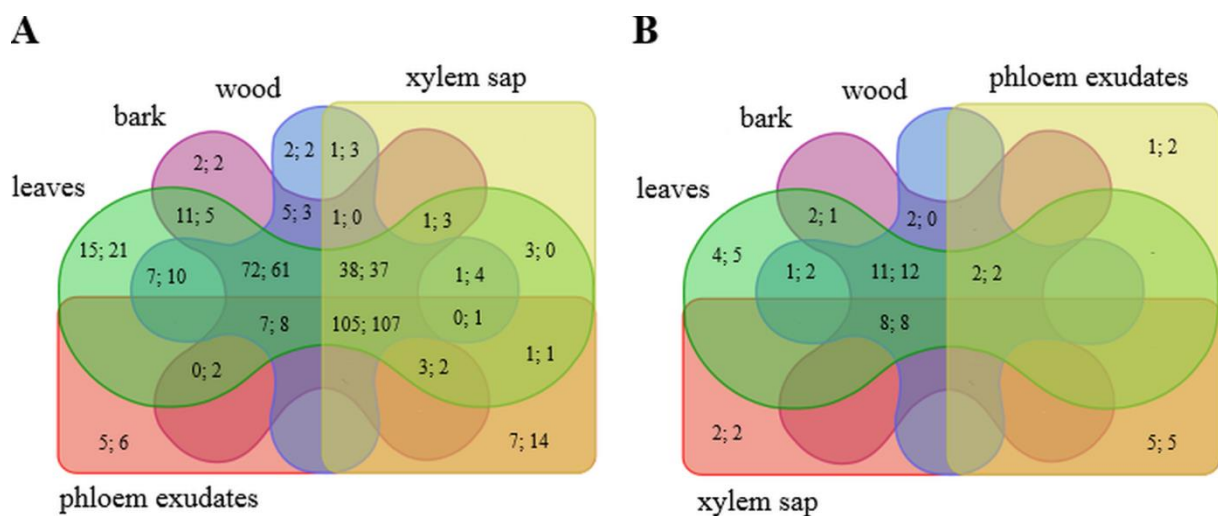 A
B
wood
xylem sap
bark
leaves
2; 2
2; 2
1; 3
11; 5
5; 3
1; 0
1; 3
15; 21
7; 10
72; 61
38; 37
1; 4
3; 0
7; 8
105; 107
0; 1
0; 2
3; 2
1; 1
5; 6
7; 14
phloem exudates
wood
phloem exudates
bark
leaves
1; 2
2; 1
2; 0
4; 5
1; 2
11; 12
2; 2
8; 8
2; 2
5; 5
xylem sap